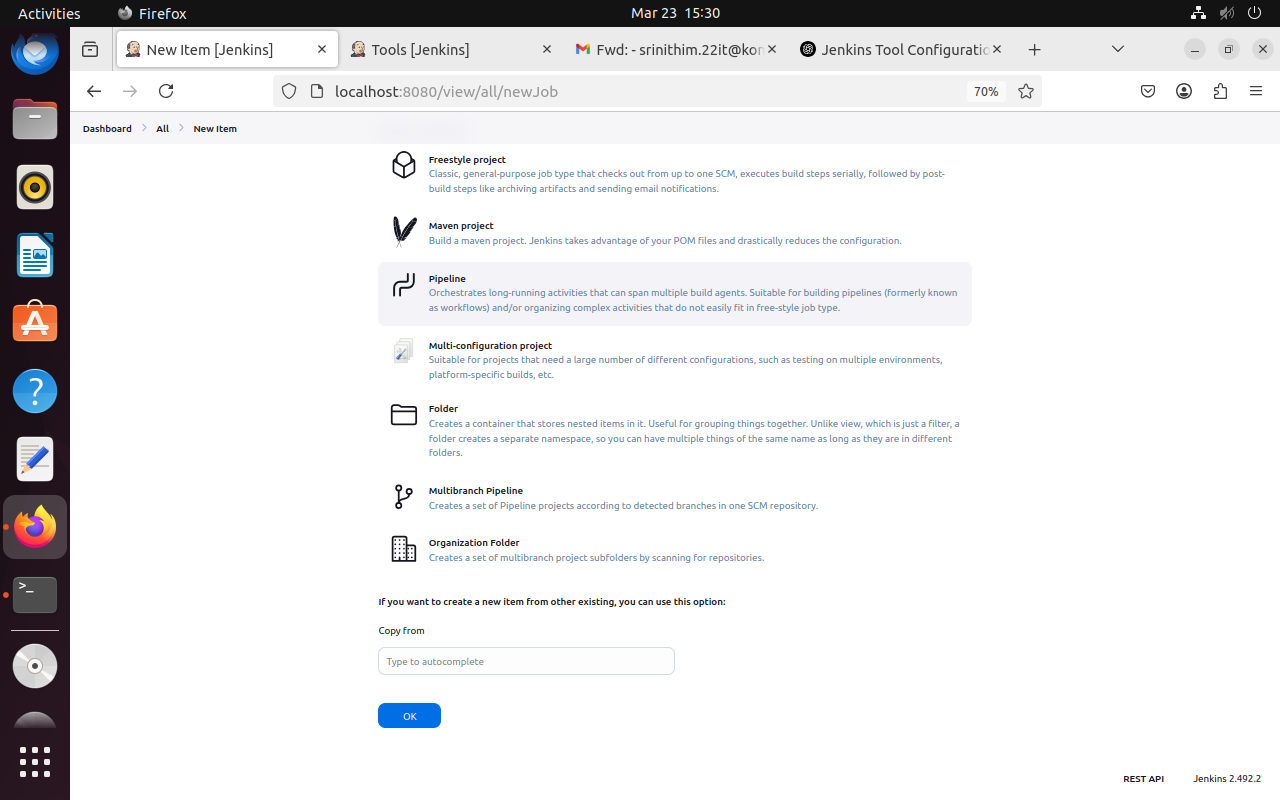 Activities
Firefox
Mar 23 15:30
New Item [Jenkins]
Tools [Jenkins]
Fwd: - srinithim.22it@kon
Jenkins Tool Configuratio
localhost:8080/view/all/newJob
70%
Dashboard
All
New Item
Freestyle project
Classic, general-purpose job type that checks out from up to one SCM, executes build steps serially, followed by post-
build steps like archiving artifacts and sending email notifications.
Maven project
Build a maven project. Jenkins takes advantage of your POM files and drastically reduces the configuration.
Pipeline
Orchestrates long-running activities that can span multiple build agents. Suitable for building pipelines (formerly known
as workflows) and/or organizing complex activities that do not easily fit in free-style job type.
Multi-configuration project
Suitable for projects that need a large number of different configurations, such as testing on multiple environments,
platform-specific builds, etc.
Folder
Creates a container that stores nested items in it. Useful for grouping things together. Unlike view, which is just a filter, a
folder creates a separate namespace, so you can have multiple things of the same name as long as they are in different
folders.
Multibranch Pipeline
Creates a set of Pipeline projects according to detected branches in one SCM repository.
Organization Folder
Creates a set of multibranch project subfolders by scanning for repositories.
If you want to create a new item from other existing, you can use this option:
Copy from
Type to autocomplete
OK
REST API
Jenkins 2.492.2